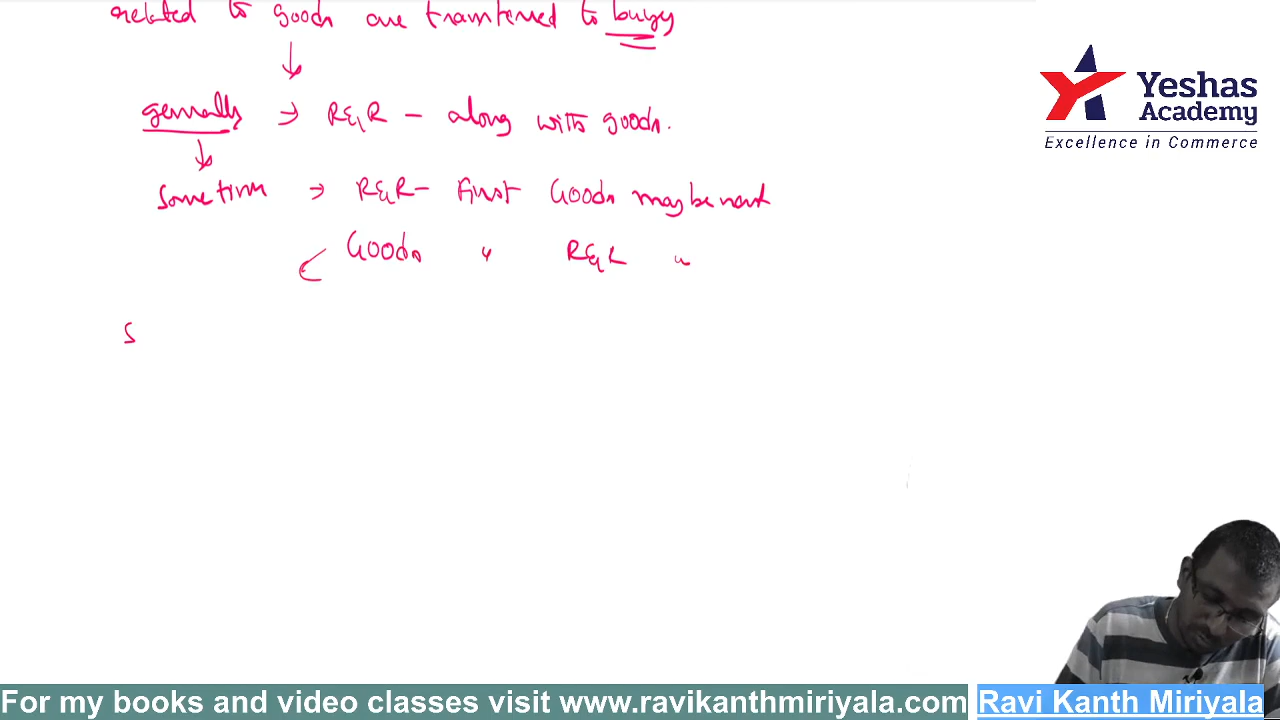 related to goods are transferred to buyer
generally → R&R - along with goods.
Sometimes → R&R - First Goods may be next
Goods " R&R "
S
Yeshas
Academy
Excellence in Commerce
For my books and video classes visit www.ravikanthmiriyala.com Ravi Kanth Miriyala